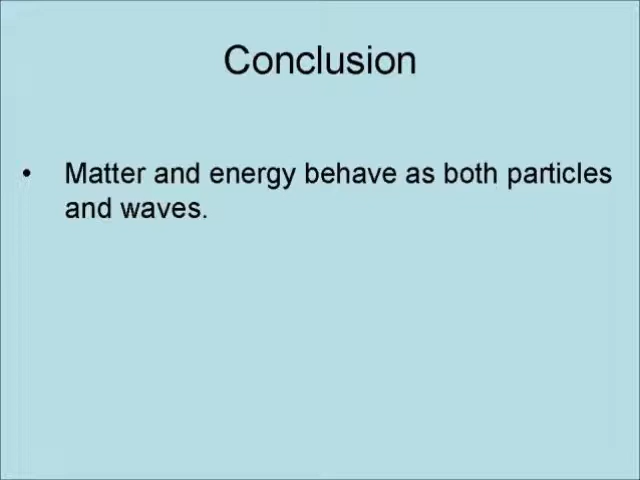 Conclusion
• Matter and energy behave as both particles
and waves.